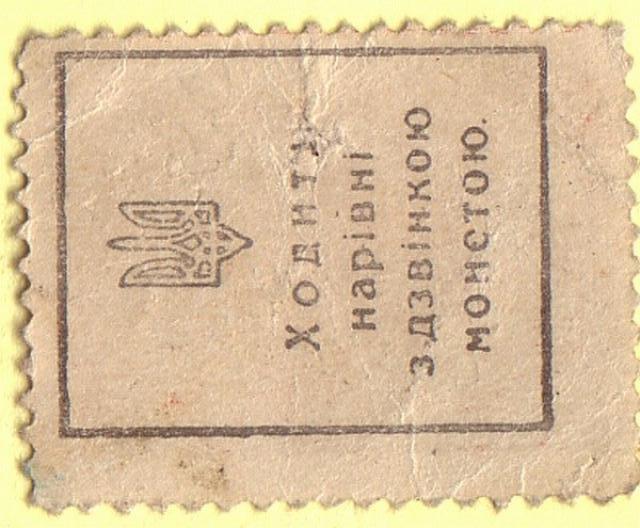 Ходить
нарівні
з дзвінкою
монетою.